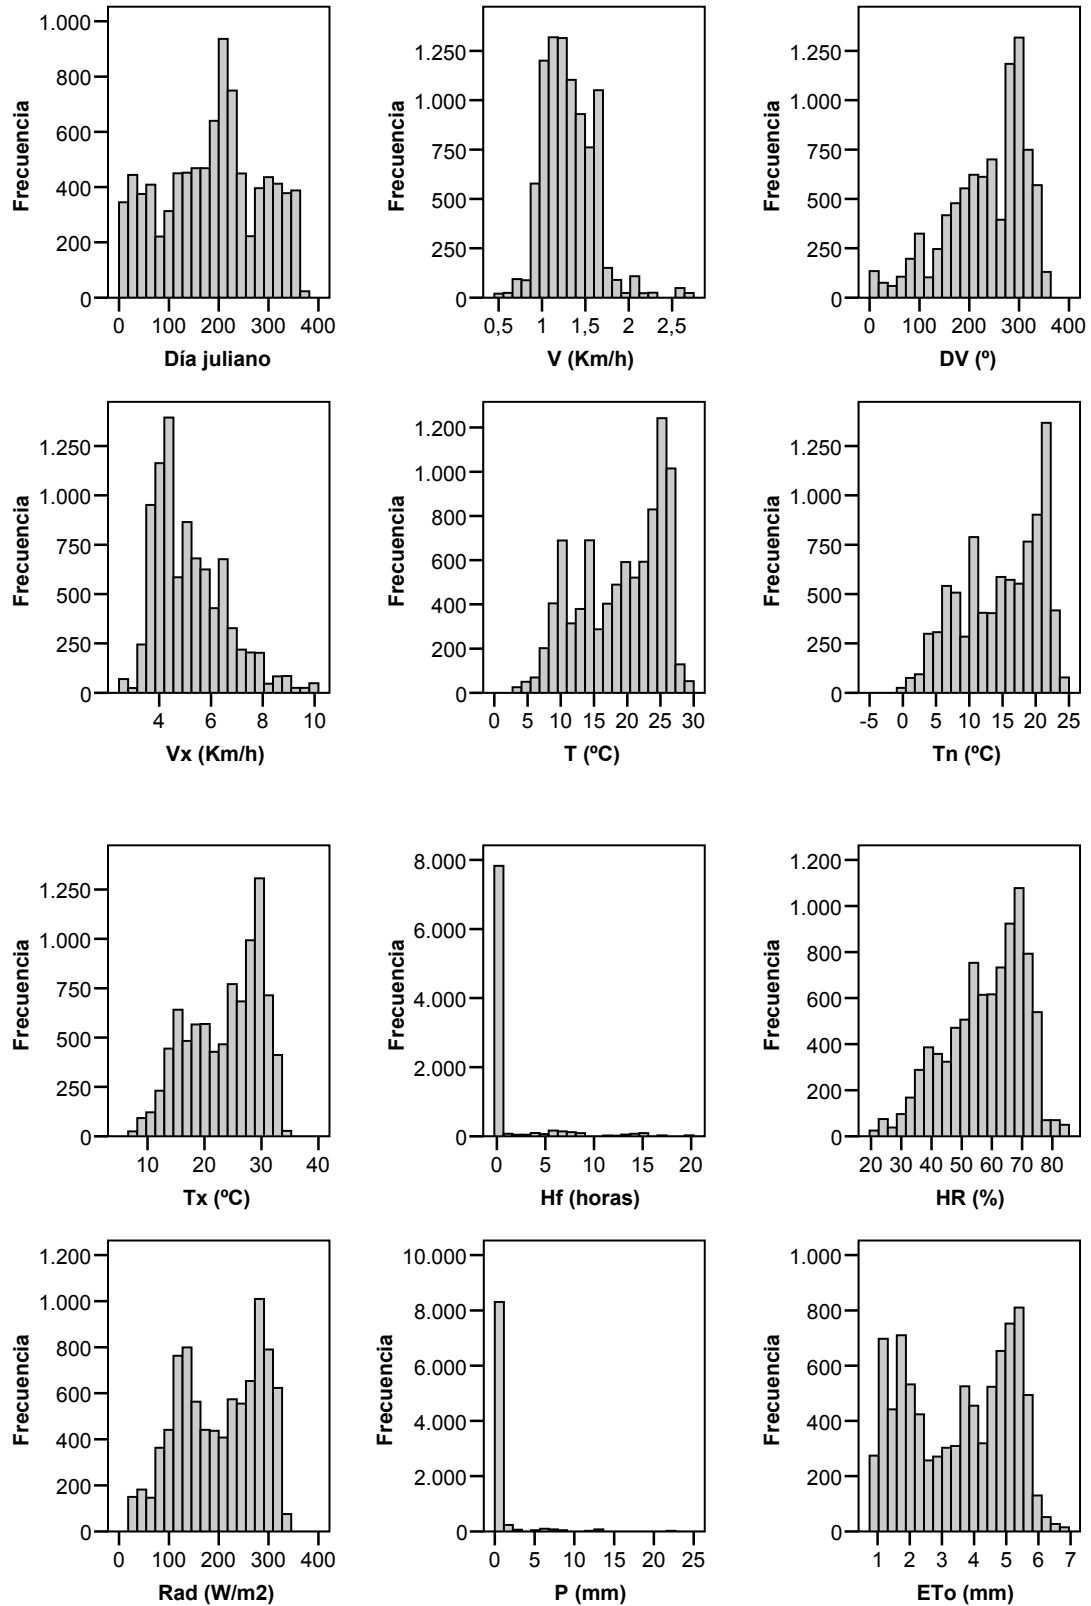 1.000
800
600
400
200
0
Frecuencia
0 100 200 300 400
Día juliano
1.250
1.000
750
500
250
0
Frecuencia
0,5 1 1,5 2 2,5
V (Km/h)
1.250
1.000
750
500
250
0
Frecuencia
0 100 200 300 400
DV (º)
1.250
1.000
750
500
250
0
Frecuencia
4 6 8 10
Vx (Km/h)
1.200
1.000
800
600
400
200
0
Frecuencia
0 5 10 15 20 25 30
T (ºC)
1.250
1.000
750
500
250
0
Frecuencia
-5 0 5 10 15 20 25
Tn (ºC)
1.250
1.000
750
500
250
0
Frecuencia
10 20 30 40
Tx (ºC)
8.000
6.000
4.000
2.000
0
Frecuencia
0 5 10 15 20
Hf (horas)
1.200
1.000
800
600
400
200
0
Frecuencia
20 30 40 50 60 70 80
HR (%)
1.200
1.000
800
600
400
200
0
Frecuencia
0 100 200 300 400
Rad (W/m2)
10.000
8.000
6.000
4.000
2.000
0
Frecuencia
0 5 10 15 20 25
P (mm)
1.000
800
600
400
200
0
Frecuencia
1 2 3 4 5 6 7
ETo (mm)